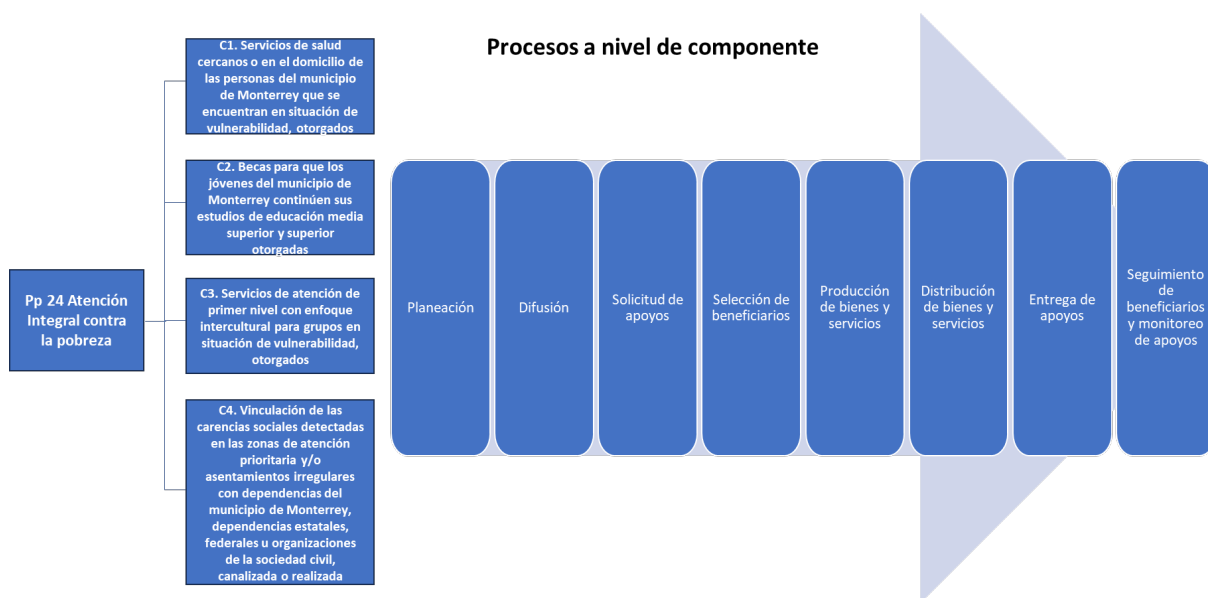 Procesos a nivel de componente
Pp 24 Atención
Integral contra
la pobreza
C1. Servicios de salud
cercanos o en el domicilio de
las personas del municipio
de Monterrey que se
encuentran en situación de
vulnerabilidad, otorgados
C2. Becas para que los
jóvenes del municipio de
Monterrey continúen sus
estudios de educación media
superior y superior
otorgadas
C3. Servicios de atención de
primer nivel con enfoque
intercultural para grupos en
situación de vulnerabilidad,
otorgados
C4. Vinculación de las
carencias sociales detectadas
en las zonas de atención
prioritaria y/o
asentamientos irregulares
con dependencias del
municipio de Monterrey,
dependencias estatales,
federales u organizaciones
de la sociedad civil,
canalizada o realizada
Planeación
Difusión
Solicitud de
apoyos
Selección de
beneficiarios
Producción
de bienes y
servicios
Distribución
de bienes y
servicios
Entrega de
apoyos
Seguimiento
de
beneficiarios
y monitoreo
de apoyos